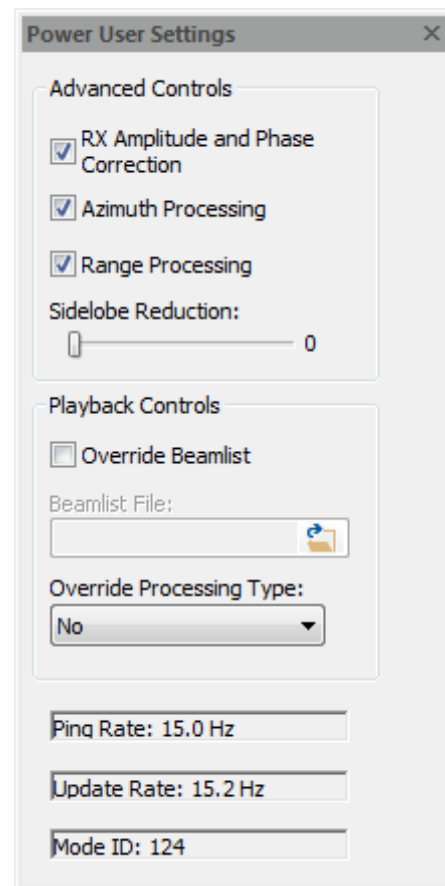 Power User Settings
Advanced Controls
RX Amplitude and Phase
Correction
Azimuth Processing
Range Processing
Sidelobe Reduction:
0
Playback Controls
Override Beamlist
Beamlist File:
Override Processing Type:
No
Ping Rate: 15.0 Hz
Update Rate: 15.2 Hz
Mode ID: 124